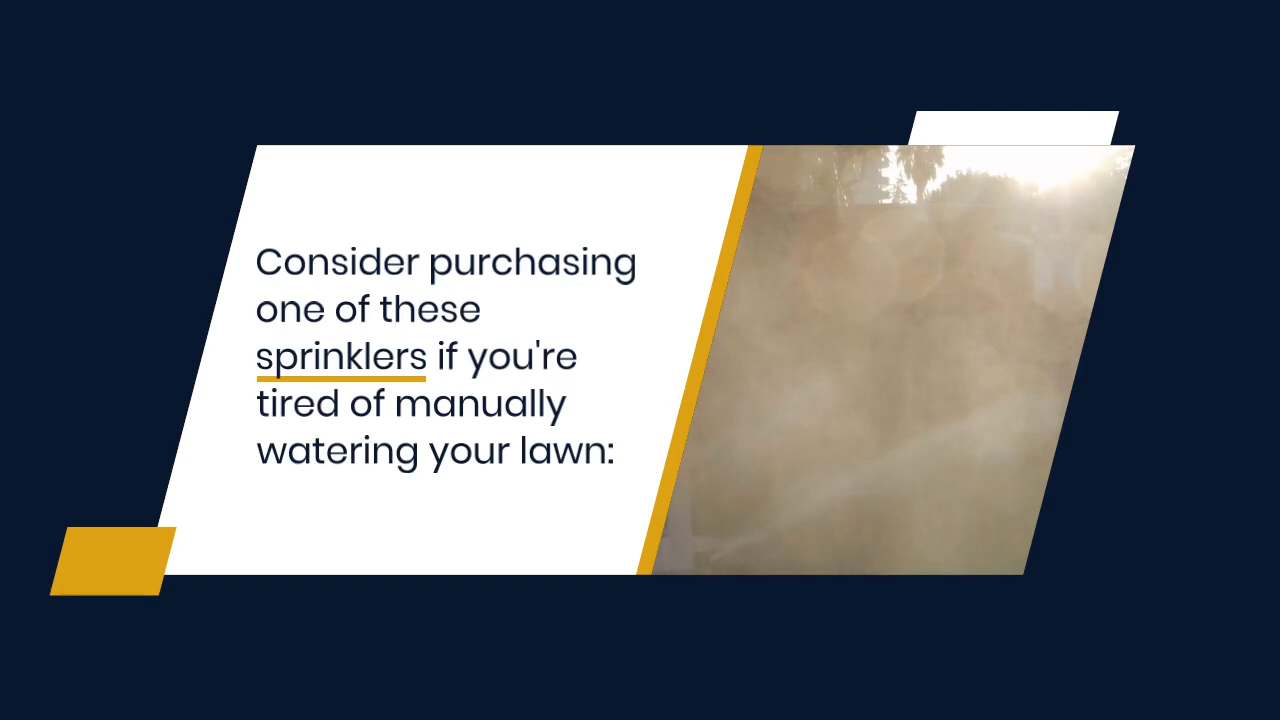 Consider purchasing
one of these
sprinklers if you're
tired of manually
watering your lawn: